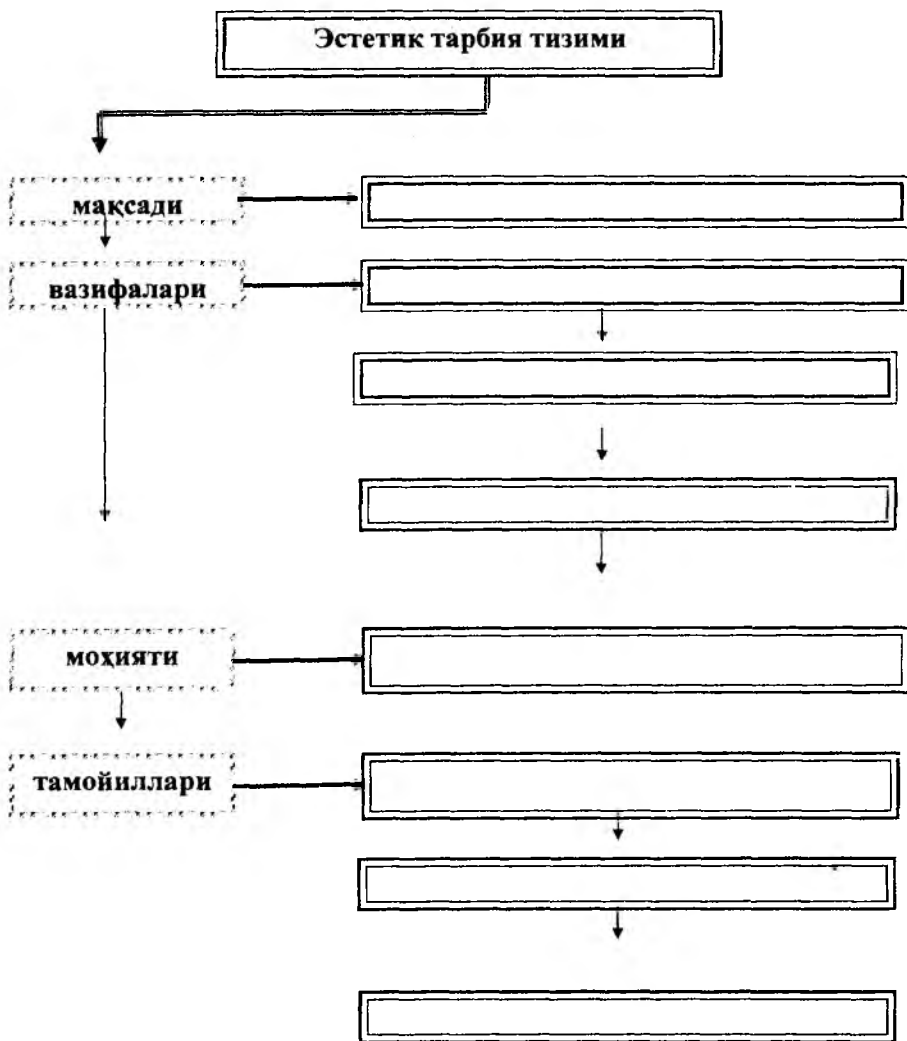 Эстетик тарбия тизими
мақсади
вазифалари
моҳияти
тамойиллари